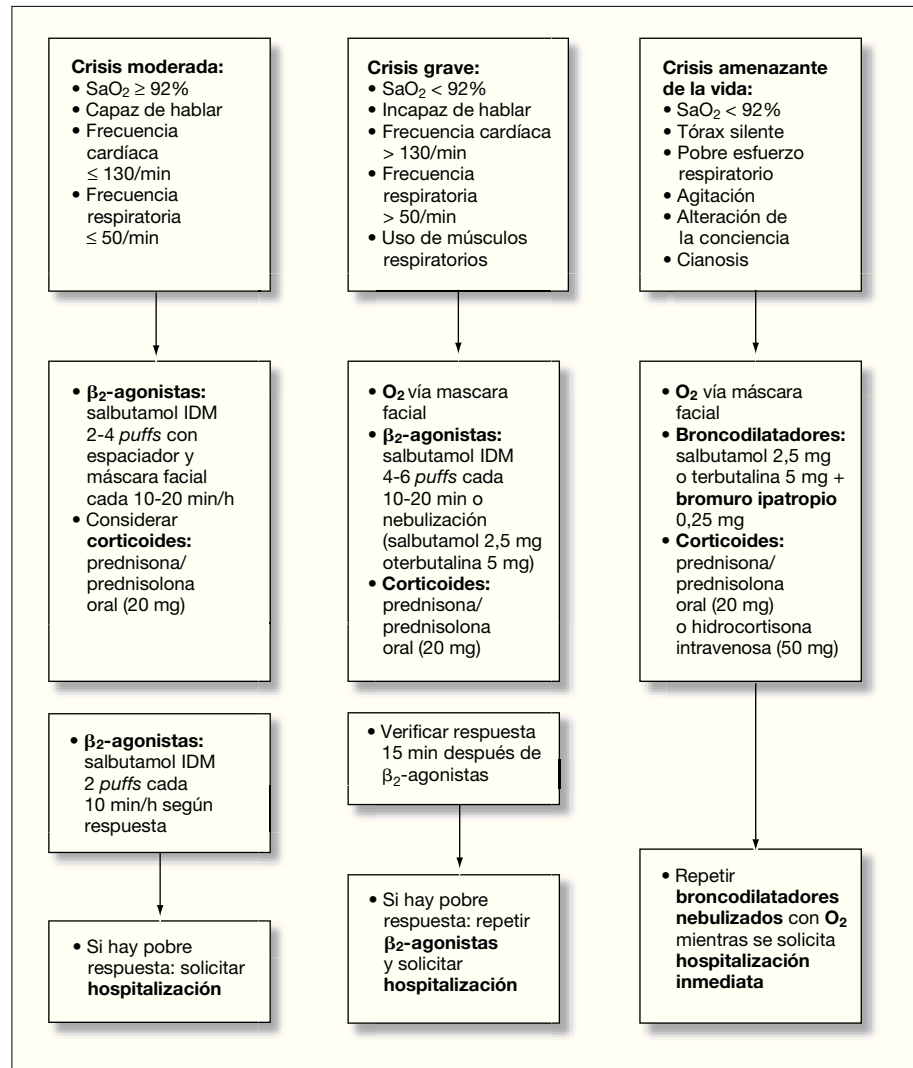 Crisis moderada:
• SaO2 ≥ 92%
• Capaz de hablar
• Frecuencia
cardíaca
≤ 130/min
• Frecuencia
respiratoria
≤ 50/min
Crisis grave:
• SaO2 < 92%
• Incapaz de hablar
• Frecuencia cardíaca
> 130/min
• Frecuencia
respiratoria
> 50/min
• Uso de músculos
respiratorios
Crisis amenazante
de la vida:
• SaO2 < 92%
• Tórax silente
• Pobre esfuerzo
respiratorio
• Agitación
• Alteración de
la conciencia
• Cianosis
• β2-agonistas:
salbutamol IDM
2-4 puffs con
espaciador y
máscara facial
cada 10-20 min/h
• Considerar
corticoides:
prednisona/
prednisolona
oral (20 mg)
• O2 vía mascara
facial
• β2-agonistas:
salbutamol IDM
4-6 puffs cada
10-20 min o
nebulización
(salbutamol 2,5 mg
oterbutalina 5 mg)
• Corticoides:
prednisona/
prednisolona
oral (20 mg)
• O2 vía máscara
facial
• Broncodilatadores:
salbutamol 2,5 mg
o terbutalina 5 mg +
bromuro ipatropio
0,25 mg
• Corticoides:
prednisona/
prednisolona
oral (20 mg)
o hidrocortisona
intravenosa (50 mg)
• β2-agonistas:
salbutamol IDM
2 puffs cada
10 min/h según
respuesta
• Verificar respuesta
15 min después de
β2-agonistas
• Si hay pobre
respuesta: solicitar
hospitalización
• Si hay pobre
respuesta: repetir
β2-agonistas
y solicitar
hospitalización
• Repetir
broncodilatadores
nebulizados con O2
mientras se solicita
hospitalización
inmediata